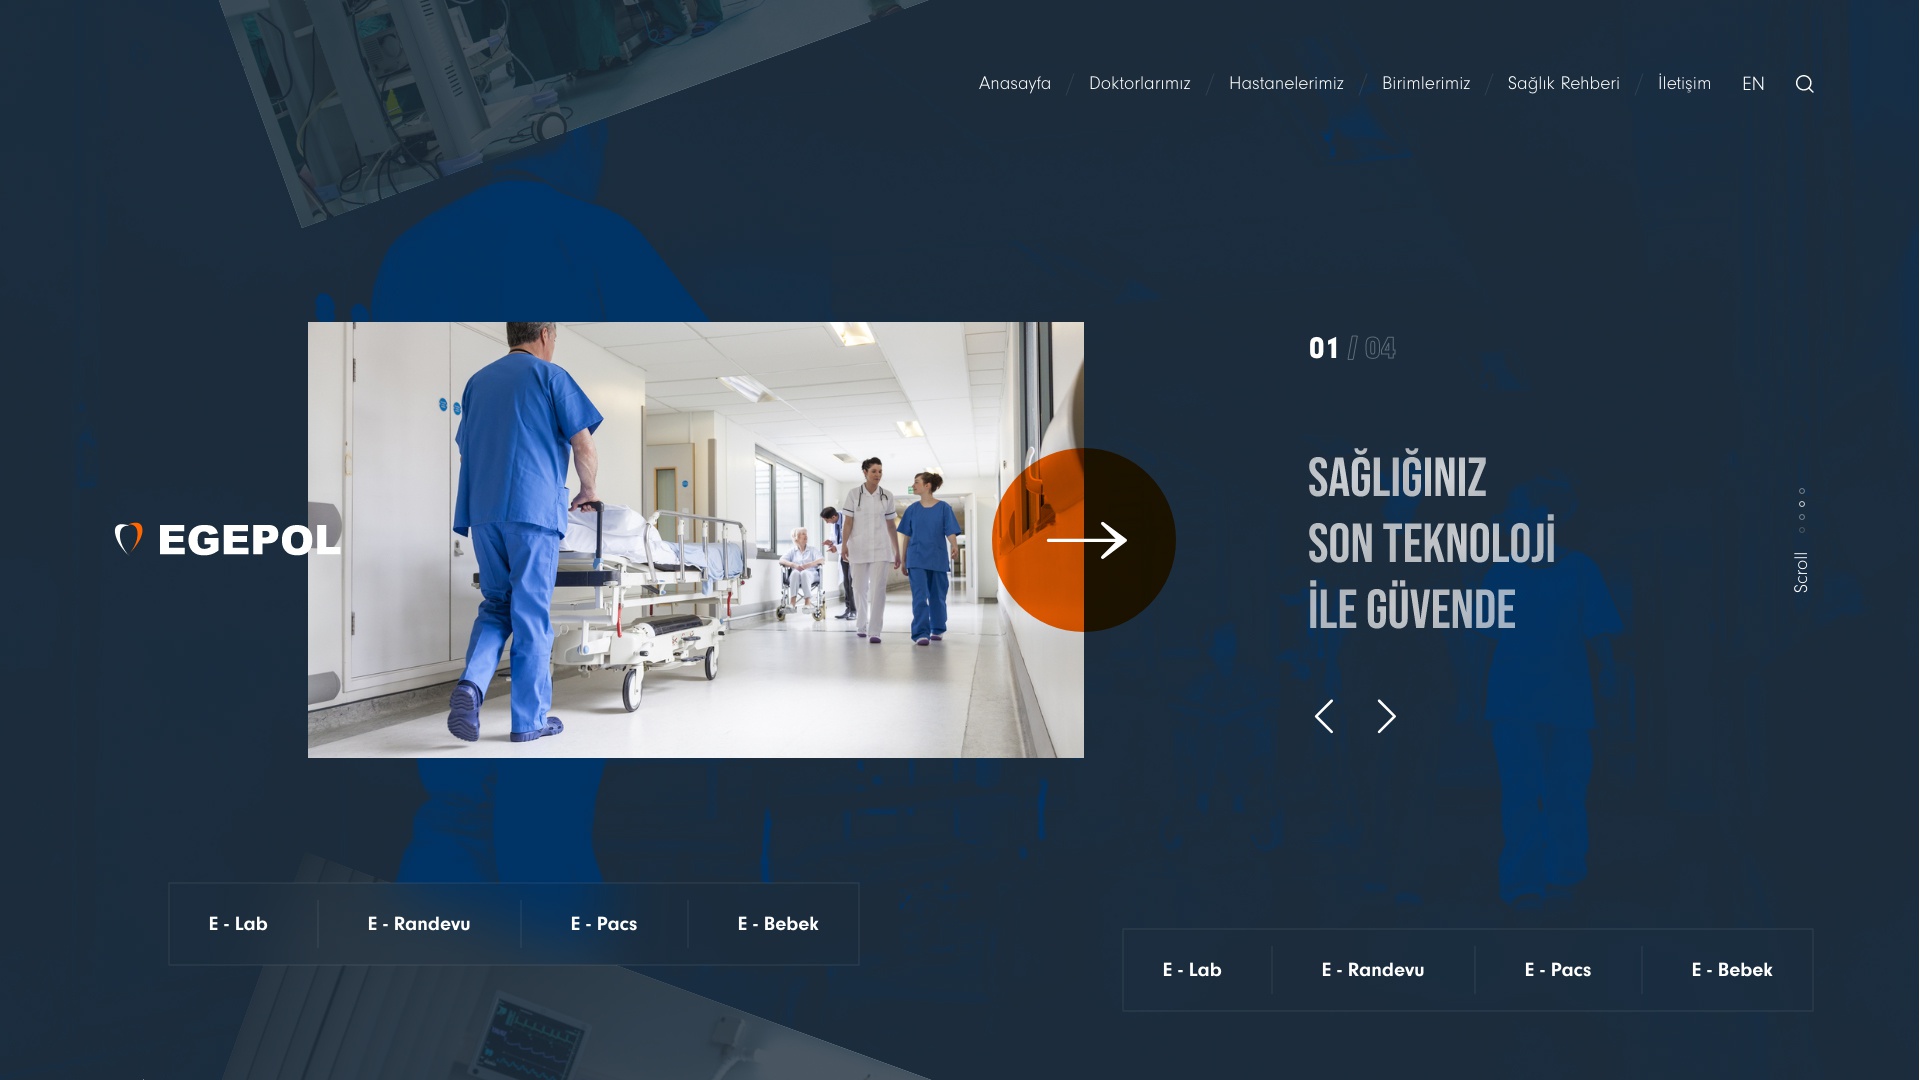 Anasayfa / Doktorlarımız / Hastanelerimiz / Birimlerimiz / Sağlık Rehberi / İletişim EN
01 / 04
SAĞLIĞINIZ
SON TEKNOLOJİ
İLE GÜVENDE
EGEPOL
Scroll
E - Lab E - Randevu E - Pacs E - Bebek
E - Lab E - Randevu E - Pacs E - Bebek